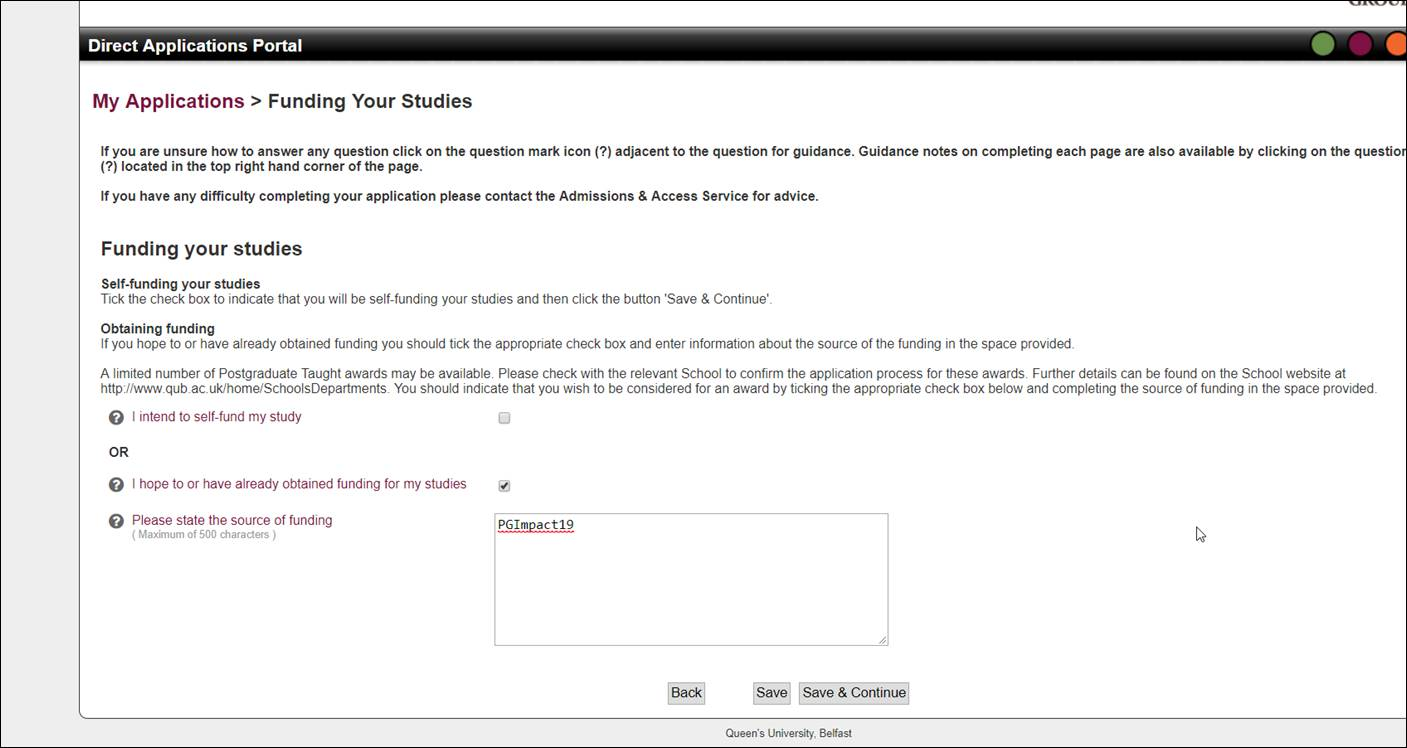 Direct Applications Portal
My Applications > Funding Your Studies
If you are unsure how to answer any question click on the question mark icon (?) adjacent to the question for guidance. Guidance notes on completing each page are also available by clicking on the question
(?) located in the top right hand corner of the page.
If you have any difficulty completing your application please contact the Admissions & Access Service for advice.
Funding your studies
Self-funding your studies
Tick the check box to indicate that you will be self-funding your studies and then click the button 'Save & Continue'.
Obtaining funding
If you hope to or have already obtained funding you should tick the appropriate check box and enter information about the source of the funding in the space provided.
A limited number of Postgraduate Taught awards may be available. Please check with the relevant School to confirm the application process for these awards. Further details can be found on the School website at
http://www.qub.ac.uk/home/SchoolsDepartments. You should indicate that you wish to be considered for an award by ticking the appropriate check box below and completing the source of funding in the space provided.
? I intend to self-fund my study
OR
? I hope to or have already obtained funding for my studies
? Please state the source of funding
( Maximum of 500 characters )
PGImpact19
Back Save Save & Continue
Queen's University, Belfast